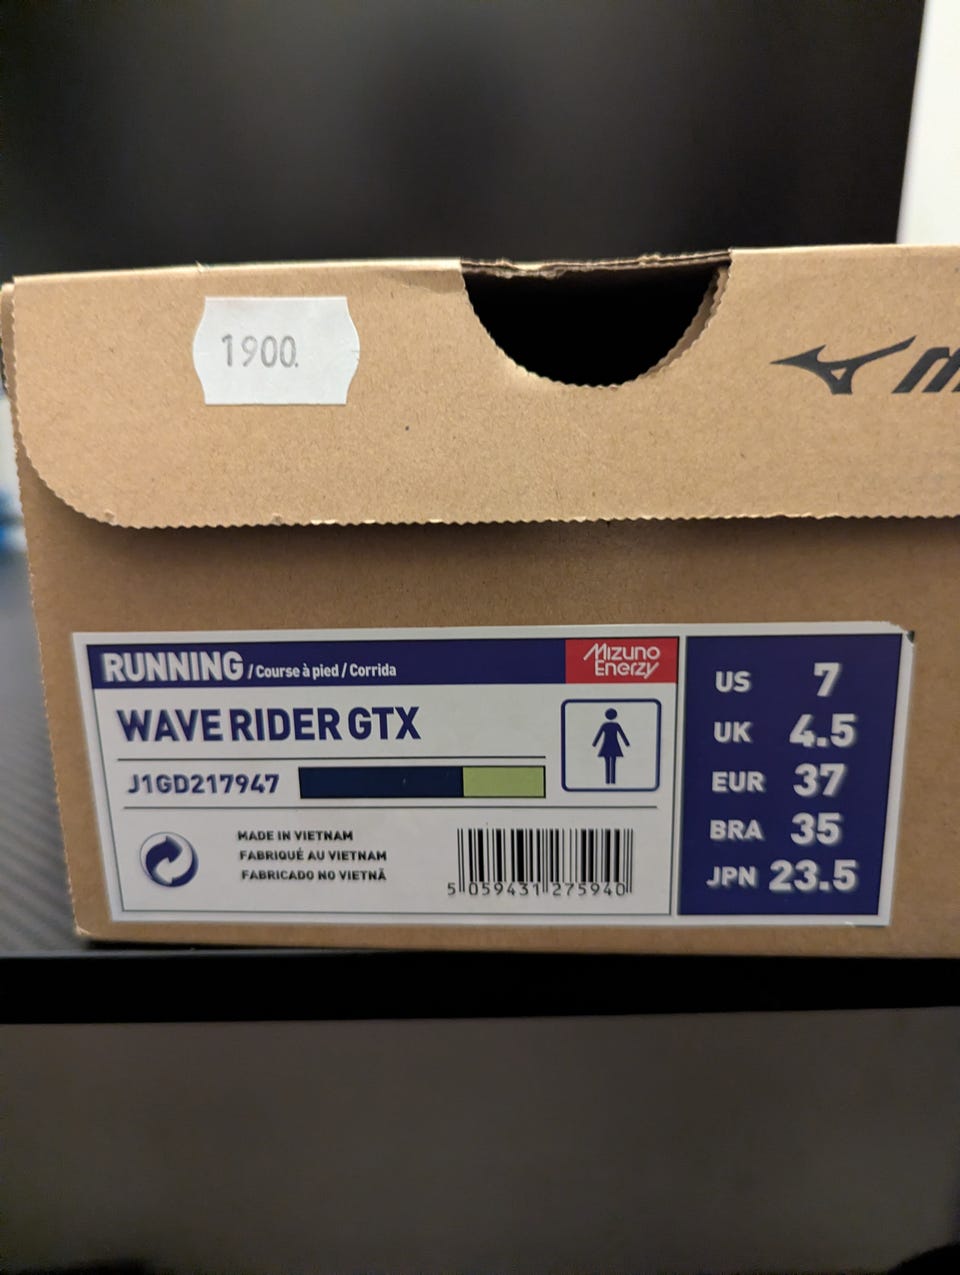 1900.
RUNNING / Course à pied / Corrida
Mizuno
Enerzy
WAVE RIDER GTX
J1GD217947
MADE IN VIETNAM
FABRIQUÉ AU VIETNAM
FABRICADO NO VIETNÃ
5 059431 275940
US 7
UK 4.5
EUR 37
BRA 35
JPN 23.5